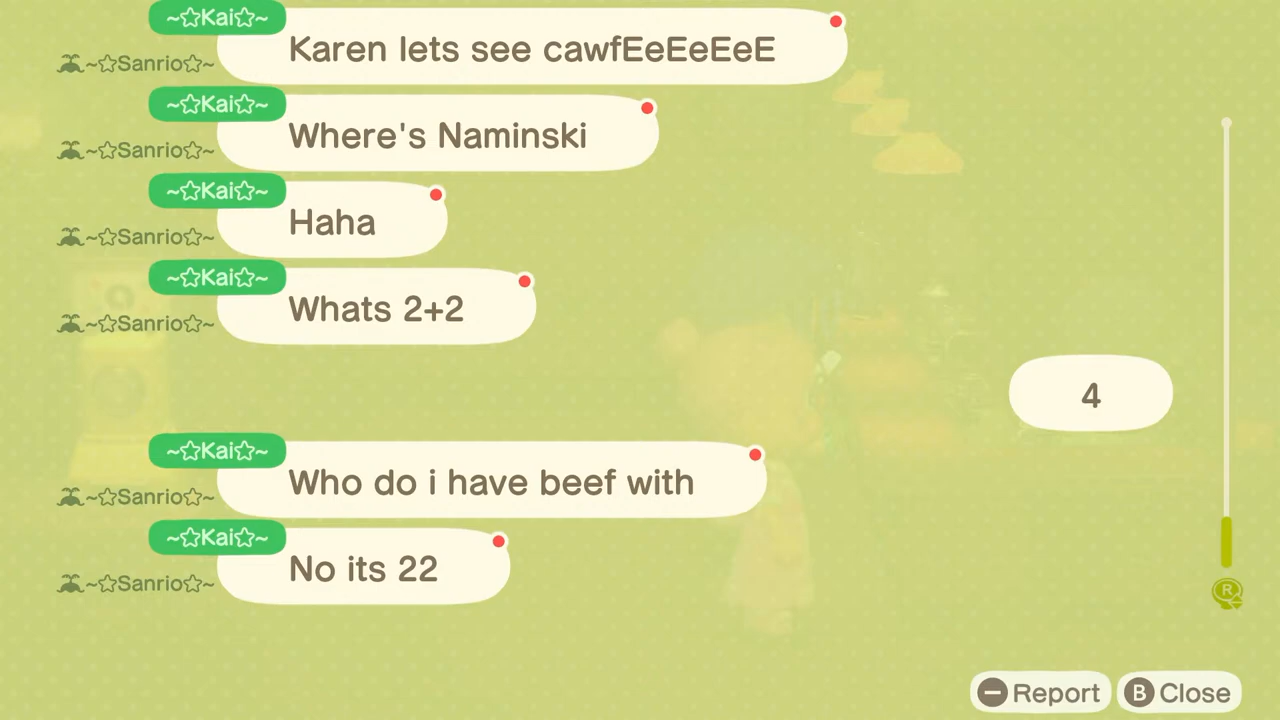 ~☆Kai☆~
Karen lets see cawfEeEeEeE
~☆Sanrio☆~
~☆Kai☆~
Where's Naminski
~☆Sanrio☆~
~☆Kai☆~
Haha
~☆Sanrio☆~
~☆Kai☆~
Whats 2+2
~☆Sanrio☆~
4
~☆Kai☆~
Who do i have beef with
~☆Sanrio☆~
~☆Kai☆~
No its 22
~☆Sanrio☆~
R
Report
B Close